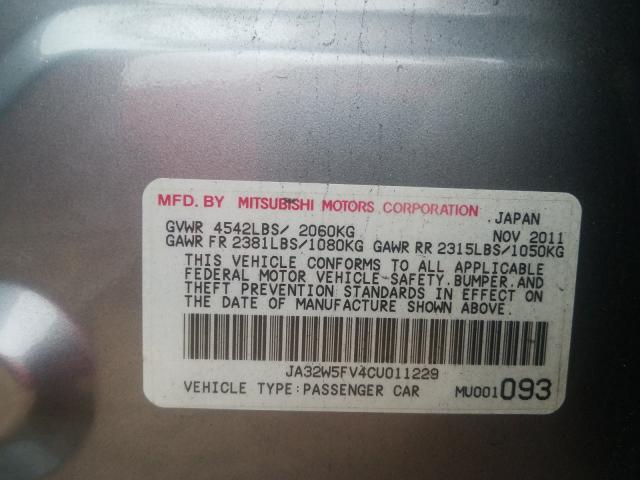 MFD. BY MITSUBISHI MOTORS CORPORATION
JAPAN
GVWR 4542LBS/ 2060KG NOV 2011
GAWR FR 2381LBS/1080KG GAWR RR 2315LBS/1050KG
THIS VEHICLE CONFORMS TO ALL APPLICABLE
FEDERAL MOTOR VEHICLE SAFETY.BUMPER.AND
THEFT PREVENTION STANDARDS IN EFFECT ON
THE DATE OF MANUFACTURE SHOWN ABOVE.
JA32W5FV4CU011229
VEHICLE TYPE:PASSENGER CAR MU001093